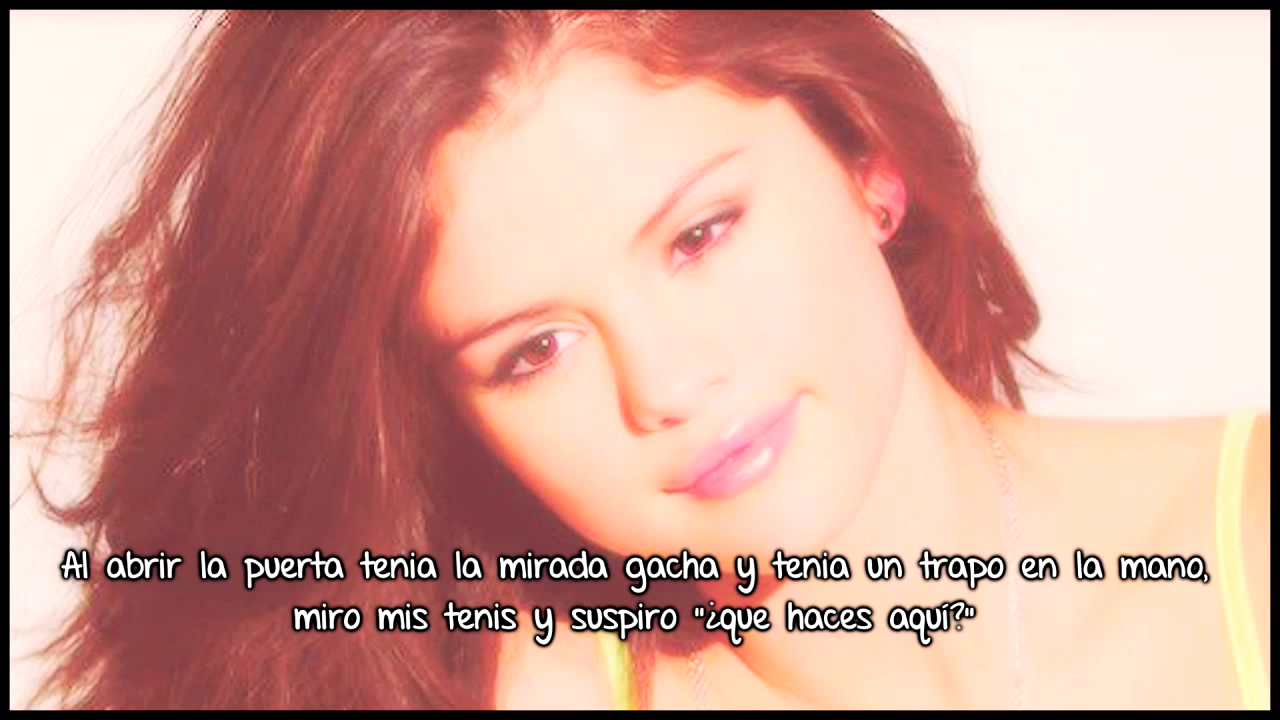 Al abrir la puerta tenia la mirada gacha y tenia un trapo en la mano,
miro mis tenis y suspiro "¿que haces aquí?"